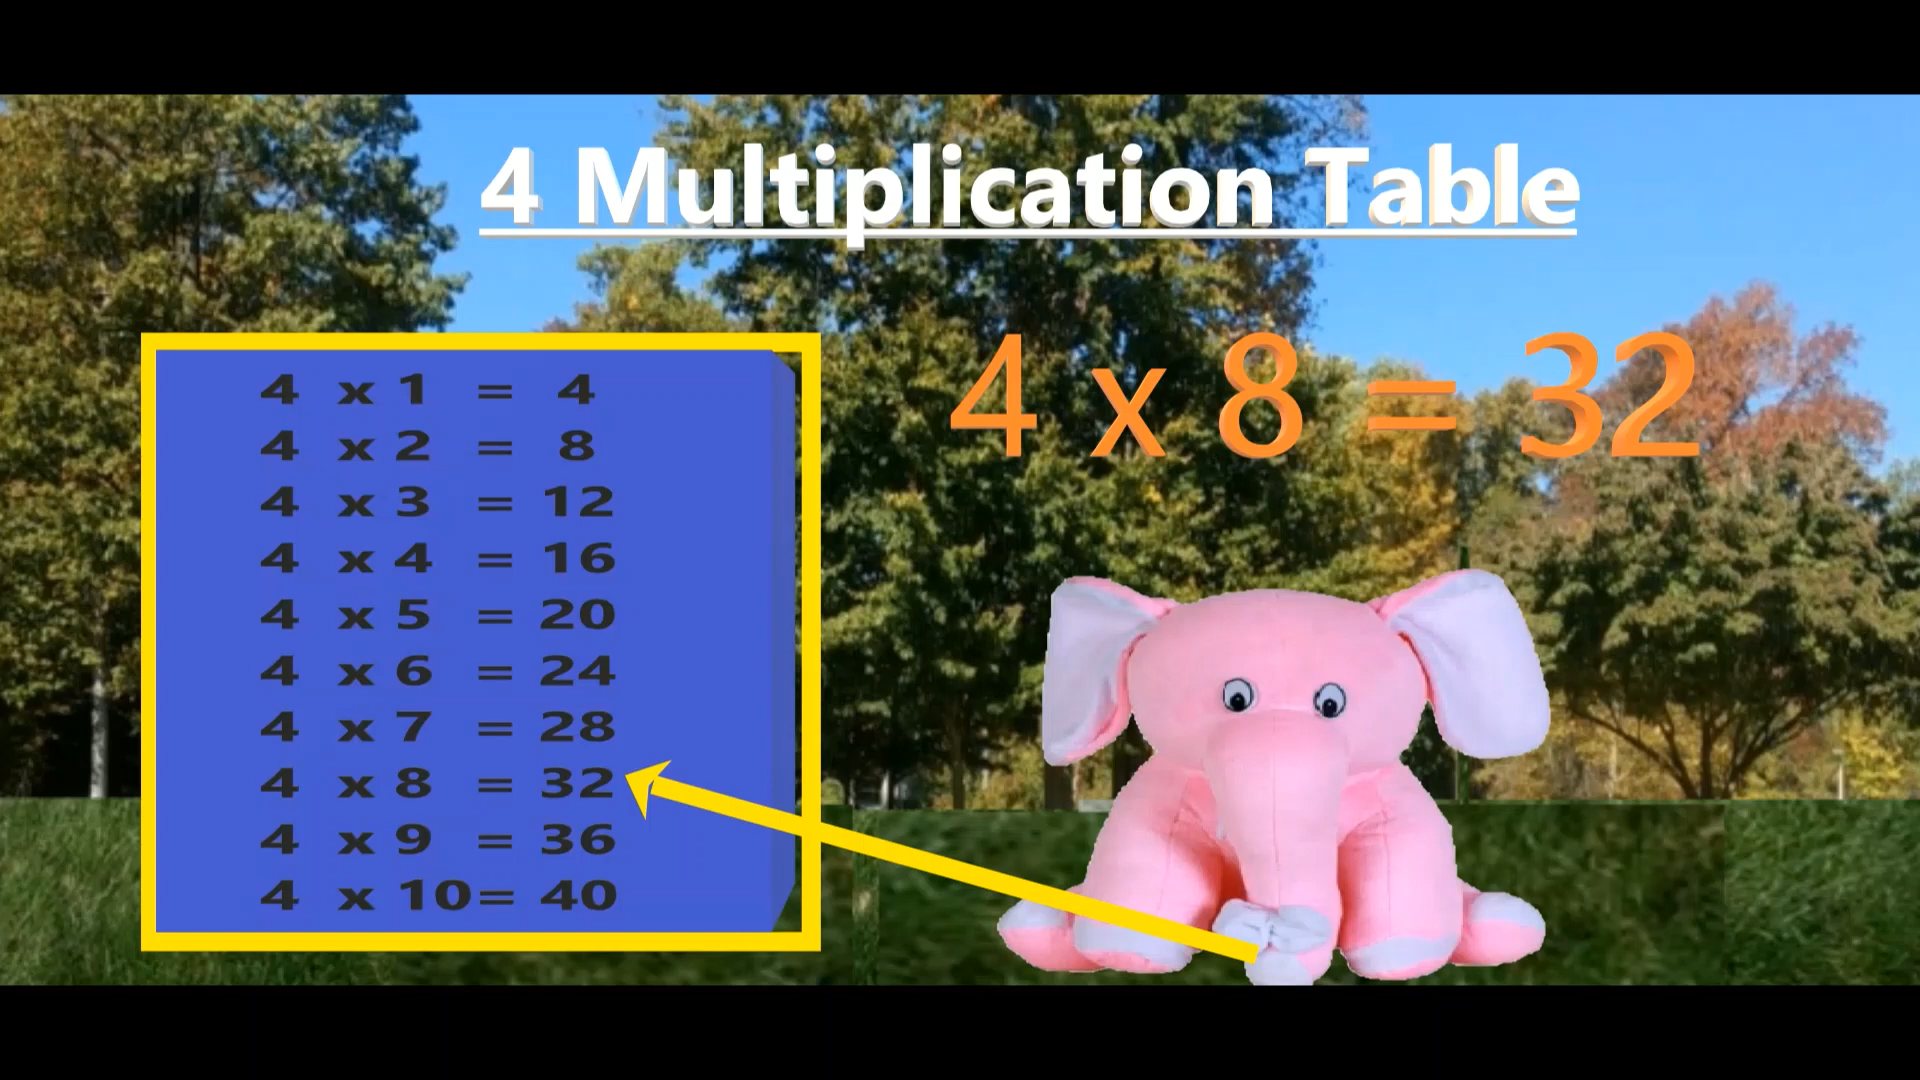 4 Multiplication Table
4 x 1 = 4
4 x 2 = 8
4 x 3 = 12
4 x 4 = 16
4 x 5 = 20
4 x 6 = 24
4 x 7 = 28
4 x 8 = 32
4 x 9 = 36
4 x 10 = 40
4 x 8 = 32